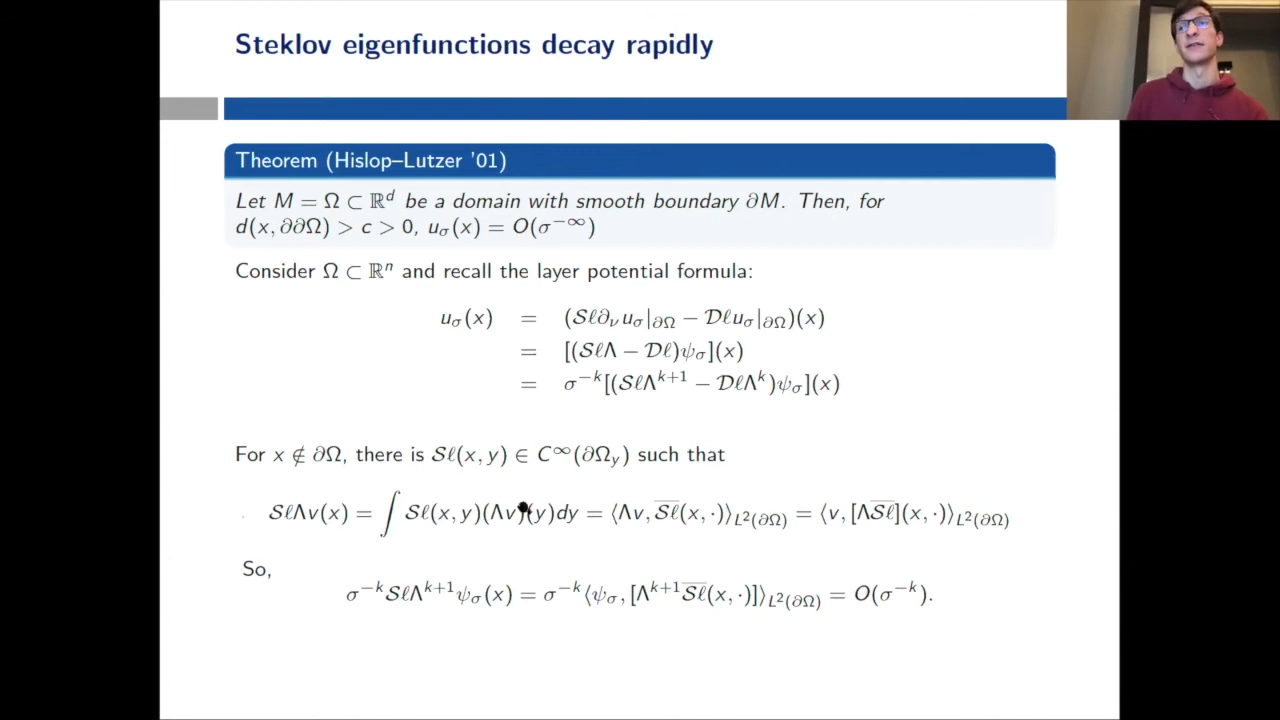 Steklov eigenfunctions decay rapidly
Theorem (Hislop–Lutzer '01)
Let M = Ω ⊂ ℝᵈ be a domain with smooth boundary ∂M. Then, for
d(x, ∂∂Ω) > c > 0, u_σ(x) = O(σ^{−∞})
Consider Ω ⊂ ℝⁿ and recall the layer potential formula:
u_σ(x) = (𝒮ℓ∂_ν u_σ|_{∂Ω} − 𝒟ℓu_σ|_{∂Ω})(x)
= [(𝒮ℓΛ − 𝒟ℓ)ψ_σ](x)
= σ^{−k}[(𝒮ℓΛ^{k+1} − 𝒟ℓΛ^k)ψ_σ](x)
For x ∉ ∂Ω, there is 𝒮ℓ(x, y) ∈ C^∞(∂Ω_y) such that
𝒮ℓΛv(x) = ∫ 𝒮ℓ(x, y)(Λv)(y)dy = ⟨Λv, \overline{𝒮ℓ}(x, ·)⟩_{L²(∂Ω)} = ⟨v, [Λ\overline{𝒮ℓ}](x, ·)⟩_{L²(∂Ω)}
So,
σ^{−k}𝒮ℓΛ^{k+1}ψ_σ(x) = σ^{−k}⟨ψ_σ, [Λ^{k+1}\overline{𝒮ℓ}(x, ·)]⟩_{L²(∂Ω)} = O(σ^{−k}).